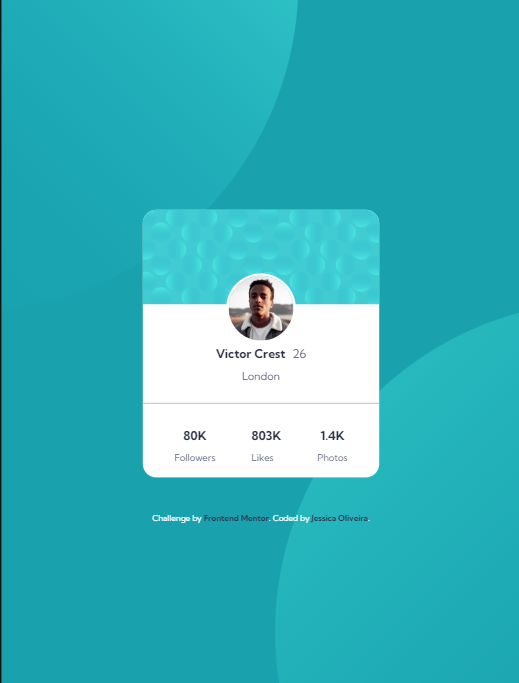 Victor Crest 26
London
80K 803K 1.4K
Followers Likes Photos
Challenge by Frontend Mentor. Coded by Jessica Oliveira.